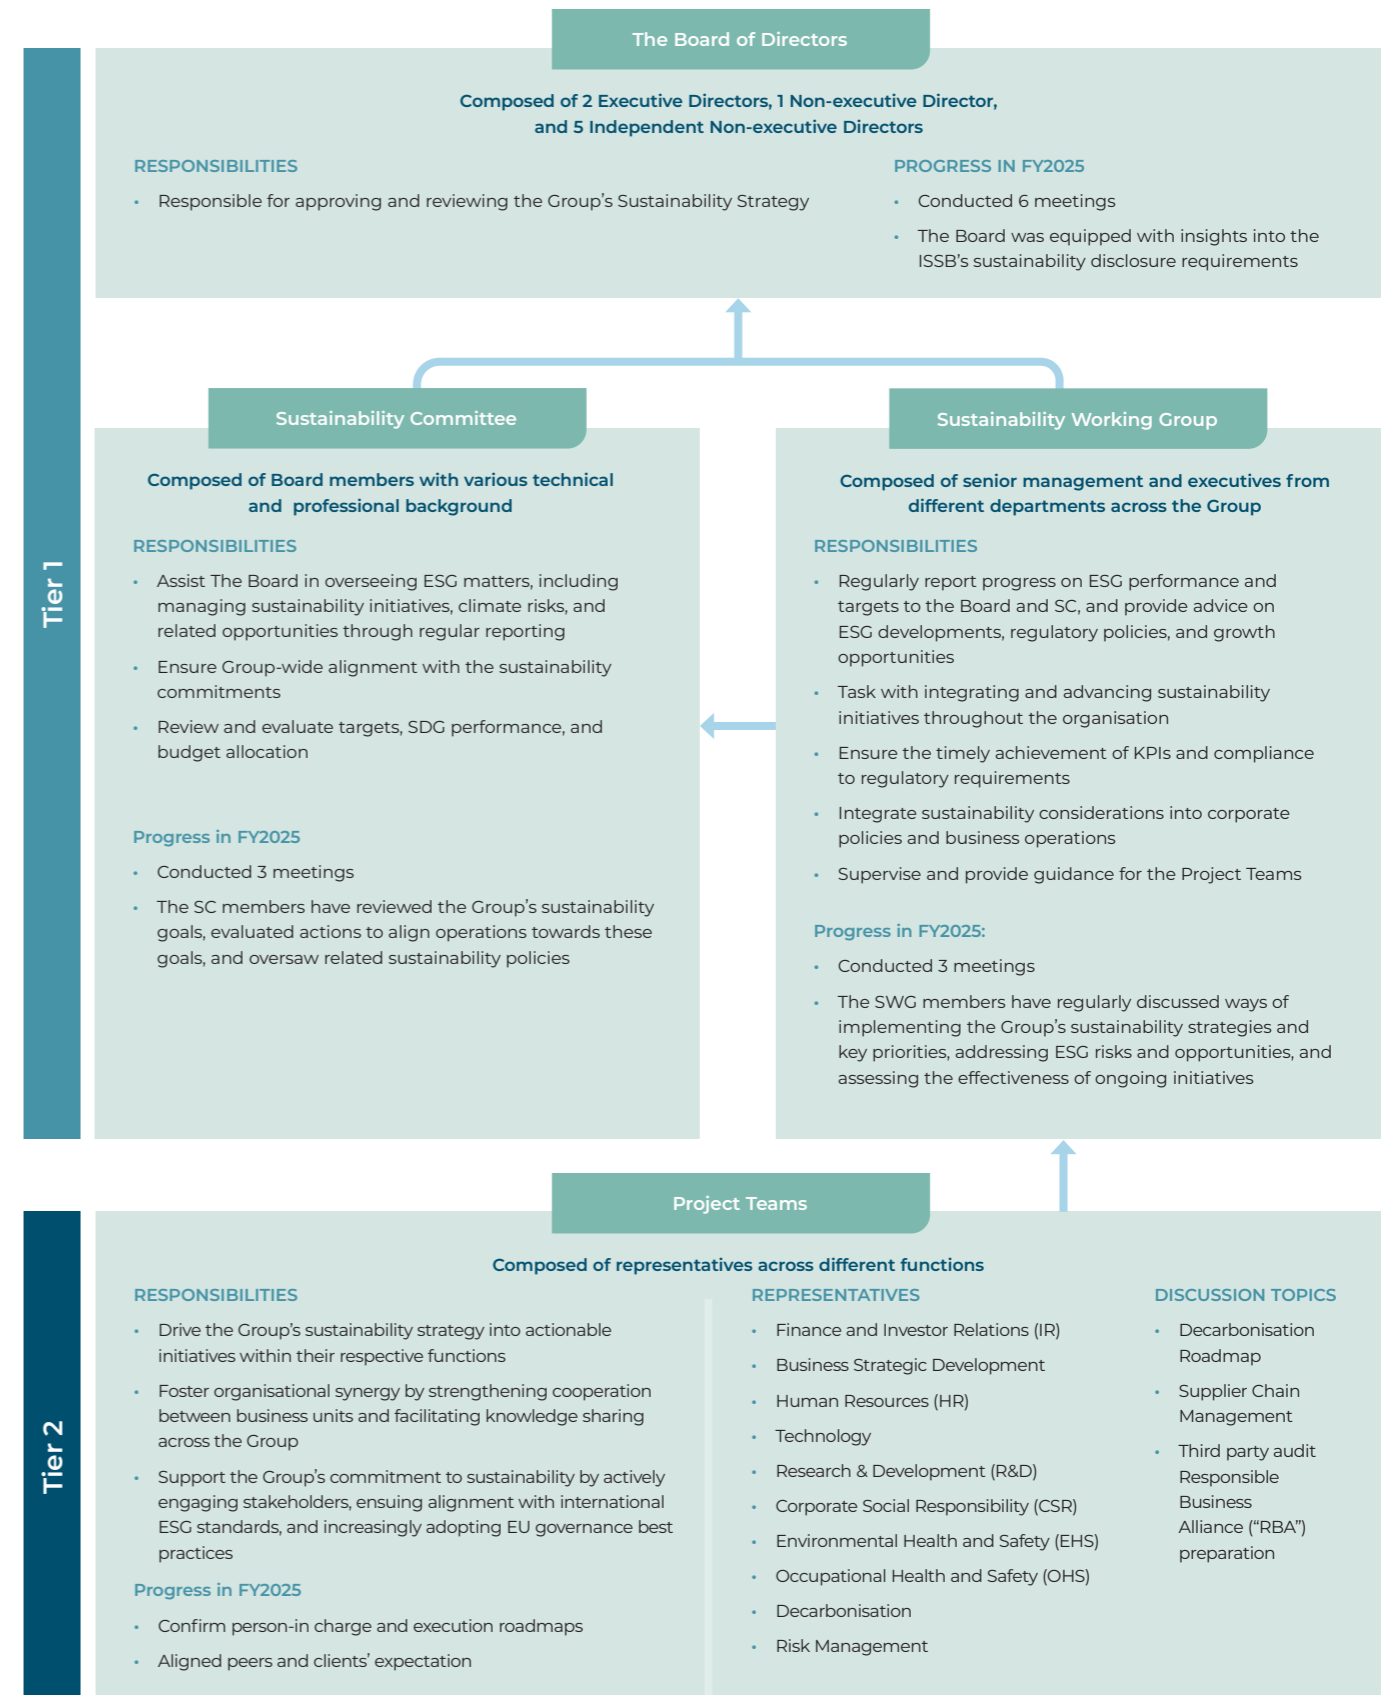 The Board of Directors
Composed of 2 Executive Directors, 1 Non-executive Director,
and 5 Independent Non-executive Directors
RESPONSIBILITIES
• Responsible for approving and reviewing the Group's Sustainability Strategy
PROGRESS IN FY2025
• Conducted 6 meetings
• The Board was equipped with insights into the
ISSB's sustainability disclosure requirements
Tier 1
Sustainability Committee
Composed of Board members with various technical
and professional background
RESPONSIBILITIES
• Assist The Board in overseeing ESG matters, including
managing sustainability initiatives, climate risks, and
related opportunities through regular reporting
• Ensure Group-wide alignment with the sustainability
commitments
• Review and evaluate targets, SDG performance, and
budget allocation
Progress in FY2025
• Conducted 3 meetings
• The SC members have reviewed the Group's sustainability
goals, evaluated actions to align operations towards these
goals, and oversaw related sustainability policies
Sustainability Working Group
Composed of senior management and executives from
different departments across the Group
RESPONSIBILITIES
• Regularly report progress on ESG performance and
targets to the Board and SC, and provide advice on
ESG developments, regulatory policies, and growth
opportunities
• Task with integrating and advancing sustainability
initiatives throughout the organisation
• Ensure the timely achievement of KPIs and compliance
to regulatory requirements
• Integrate sustainability considerations into corporate
policies and business operations
• Supervise and provide guidance for the Project Teams
Progress in FY2025:
• Conducted 3 meetings
• The SWG members have regularly discussed ways of
implementing the Group's sustainability strategies and
key priorities, addressing ESG risks and opportunities, and
assessing the effectiveness of ongoing initiatives
Tier 2
Project Teams
Composed of representatives across different functions
RESPONSIBILITIES
• Drive the Group's sustainability strategy into actionable
initiatives within their respective functions
• Foster organisational synergy by strengthening cooperation
between business units and facilitating knowledge sharing
across the Group
• Support the Group's commitment to sustainability by actively
engaging stakeholders, ensuring alignment with international
ESG standards, and increasingly adopting EU governance best
practices
Progress in FY2025
• Confirm person-in charge and execution roadmaps
• Aligned peers and clients' expectation
REPRESENTATIVES
• Finance and Investor Relations (IR)
• Business Strategic Development
• Human Resources (HR)
• Technology
• Research & Development (R&D)
• Corporate Social Responsibility (CSR)
• Environmental Health and Safety (EHS)
• Occupational Health and Safety (OHS)
• Decarbonisation
• Risk Management
DISCUSSION TOPICS
• Decarbonisation
Roadmap
• Supplier Chain
Management
• Third party audit
Responsible
Business
Alliance (“RBA”)
preparation